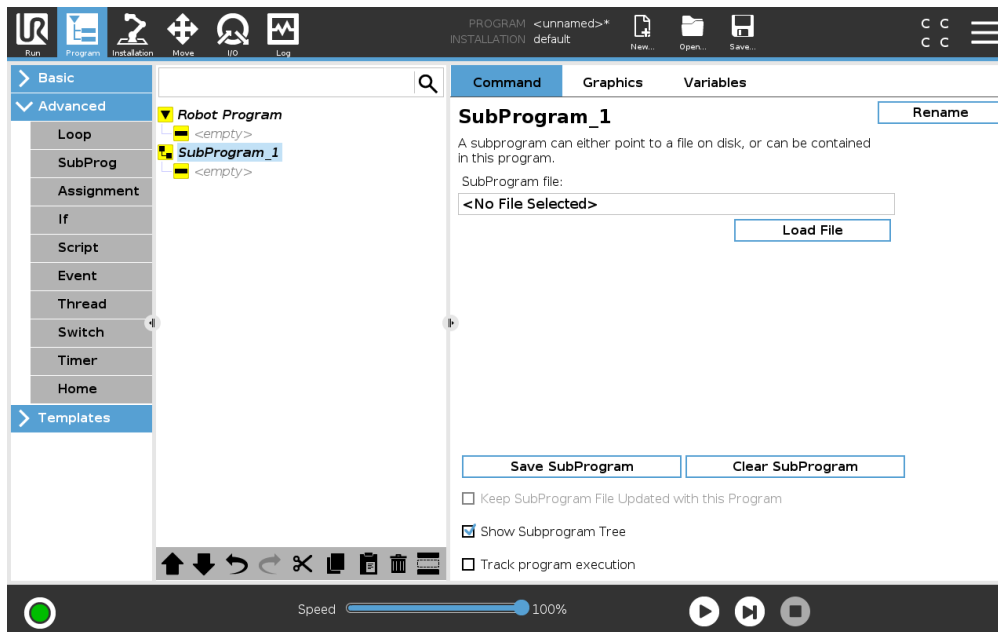 UR
Run
Program
Installation
Move
I/O
Log
PROGRAM <unnamed>*
INSTALLATION default
New...
Open...
Save...
C C
C C
Basic
Advanced
Loop
SubProg
Assignment
If
Script
Event
Thread
Switch
Timer
Home
Templates
Robot Program
<empty>
SubProgram_1
<empty>
Command Graphics Variables
SubProgram_1
Rename
A subprogram can either point to a file on disk, or can be contained
in this program.
SubProgram file:
<No File Selected>
Load File
Save SubProgram
Clear SubProgram
Keep SubProgram File Updated with this Program
Show Subprogram Tree
Track program execution
Speed 100%